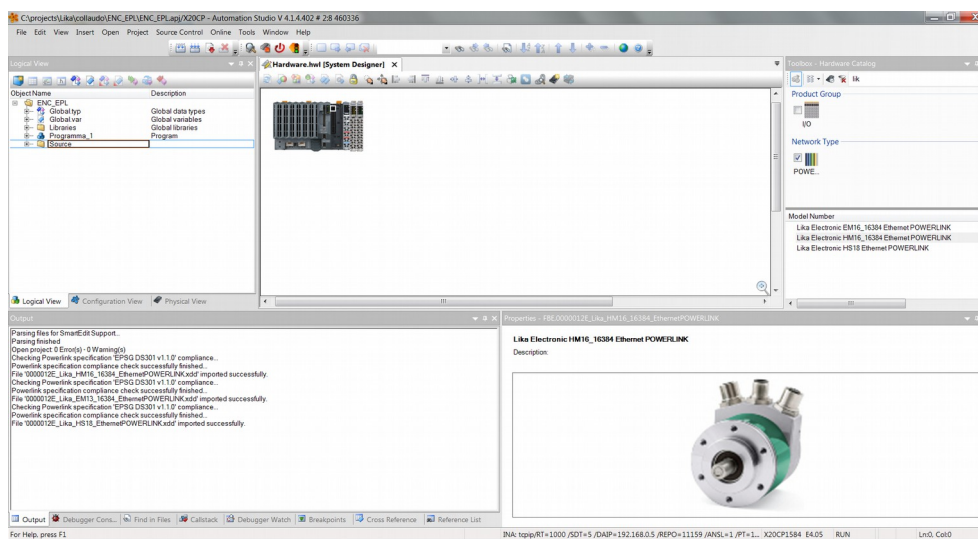 C:\projects\Lika\collaudo\ENC_EPL\ENC_EPL.apj/X20CP - Automation Studio V 4.1.4.402 # 2:8 460336
File Edit View Insert Open Project Source Control Online Tools Window Help
Logical View
Object Name Description
ENC_EPL
Global.typ Global data types
Global.var Global variables
Libraries Global libraries
Programma_1 Program
Source
Logical View Configuration View Physical View
Hardware.hwl [System Designer] X
Toolbox - Hardware Catalog
lik
Product Group
I/O
Network Type
POWE...
Model Number
Lika Electronic EM16_16384 Ethernet POWERLINK
Lika Electronic HM16_16384 Ethernet POWERLINK
Lika Electronic HS18 Ethernet POWERLINK
Output
Parsing files for SmartEdit Support...
Parsing finished
Open project: 0 Error(s) - 0 Warning(s)
Checking Powerlink specification 'EPSG DS301 v1.1.0' compliance...
Powerlink specification compliance check successfully finished...
File '0000012E_Lika_HM16_16384_EthernetPOWERLINK.xdd' imported successfully.
Checking Powerlink specification 'EPSG DS301 v1.1.0' compliance...
Powerlink specification compliance check successfully finished...
File '0000012E_Lika_EM13_16384_EthernetPOWERLINK.xdd' imported successfully.
Checking Powerlink specification 'EPSG DS301 v1.1.0' compliance...
Powerlink specification compliance check successfully finished...
File '0000012E_Lika_HS18_EthernetPOWERLINK.xdd' imported successfully.
Output Debugger Cons... Find in Files Callstack Debugger Watch Breakpoints Cross Reference Reference List
Properties - FBE.0000012E_Lika_HM16_16384_EthernetPOWERLINK
Lika Electronic HM16_16384 Ethernet POWERLINK
Description:
For Help, press F1
INA: tcpip/RT=1000 /SDT=5 /DAIP=192.168.0.5 /REPO=11159 /ANSL=1 /PT=1... X20CP1584 E4.05 RUN Ln:0, Col:0